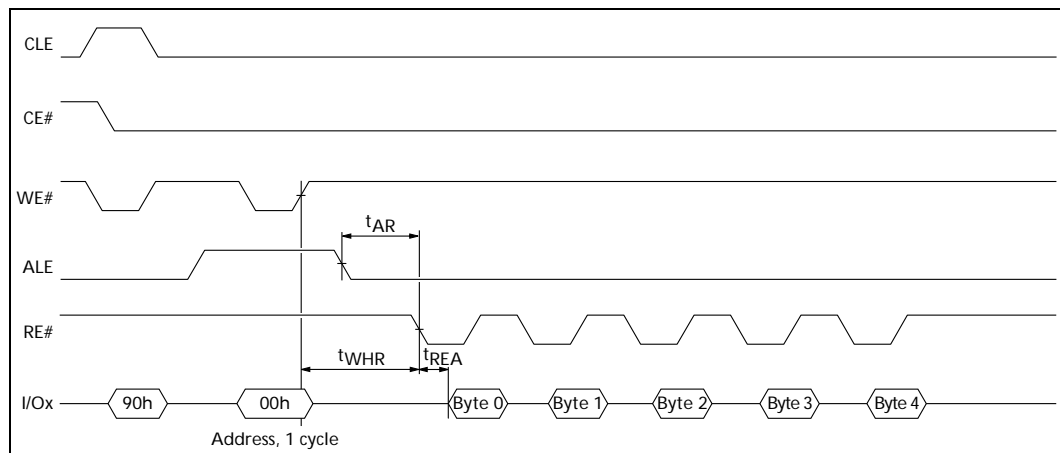 CLE
CE#
WE#
tAR
ALE
RE#
tWHR
tREA
I/Ox
90h
00h
Byte 0
Byte 1
Byte 2
Byte 3
Byte 4
Address, 1 cycle